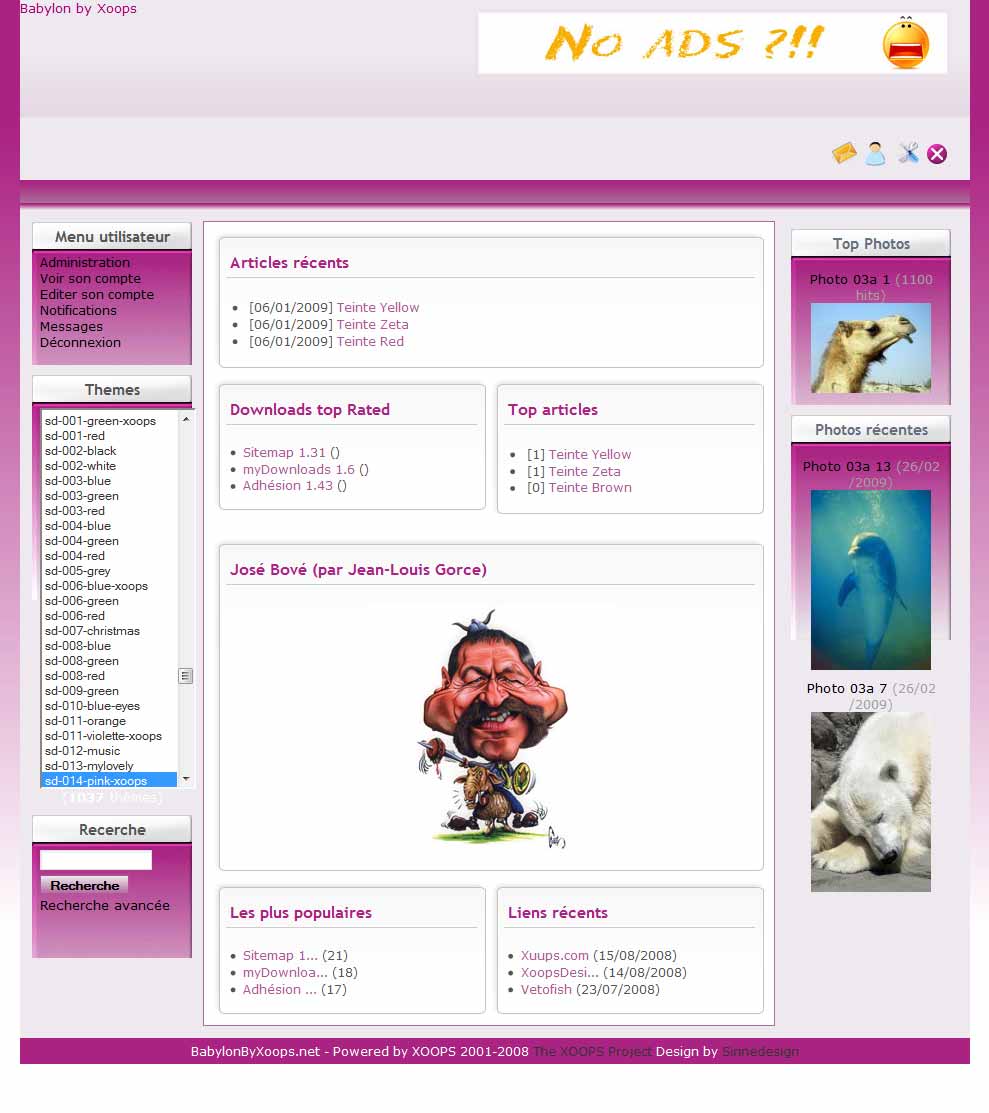 Babylon by Xoops
No ADS ?!!
Menu utilisateur
Administration
Voir son compte
Editer son compte
Notifications
Messages
Déconnexion
Themes
sd-001-green-xoops
sd-001-red
sd-002-black
sd-002-white
sd-003-blue
sd-003-green
sd-003-red
sd-004-blue
sd-004-green
sd-004-red
sd-005-grey
sd-006-blue-xoops
sd-006-green
sd-006-red
sd-007-christmas
sd-008-blue
sd-008-green
sd-008-red
sd-009-green
sd-010-blue-eyes
sd-011-orange
sd-011-violette-xoops
sd-012-music
sd-013-mylovely
sd-014-pink-xoops
(1037 thèmes)
Recerche
Recherche
Recherche avancée
Articles récents
[06/01/2009] Teinte Yellow
[06/01/2009] Teinte Zeta
[06/01/2009] Teinte Red
Downloads top Rated
Sitemap 1.31 ()
myDownloads 1.6 ()
Adhésion 1.43 ()
Top articles
[1] Teinte Yellow
[1] Teinte Zeta
[0] Teinte Brown
José Bové (par Jean-Louis Gorce)
Les plus populaires
Sitemap 1... (21)
myDownloa... (18)
Adhésion ... (17)
Liens récents
Xuups.com (15/08/2008)
XoopsDesi... (14/08/2008)
Vetofish (23/07/2008)
Top Photos
Photo 03a 1 (1100
hits)
Photos récentes
Photo 03a 13 (26/02
/2009)
Photo 03a 7 (26/02
/2009)
BabylonByXoops.net - Powered by XOOPS 2001-2008 The XOOPS Project Design by Sinnedesign